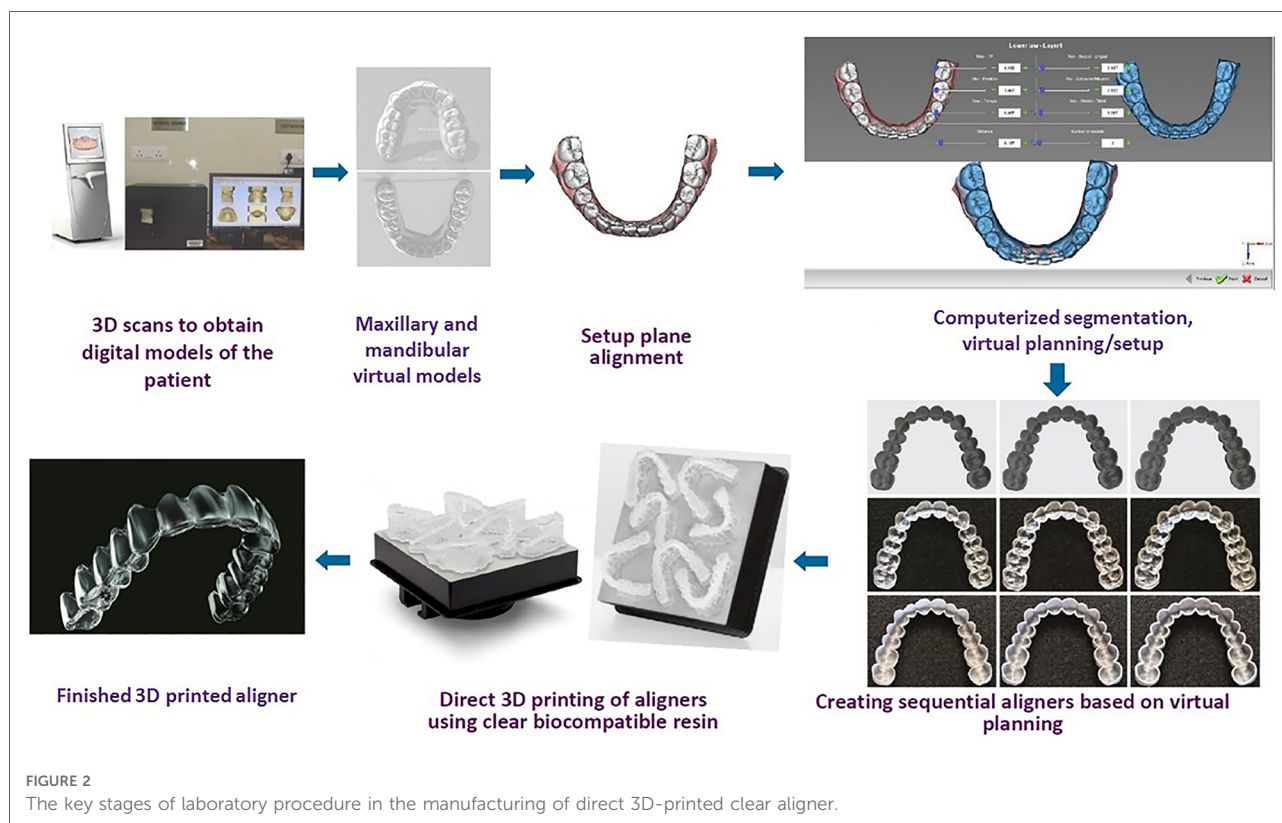 Lower Jaw - Layer1
3D scans to obtain
digital models of the
patient
Maxillary and
mandibular
virtual models
Setup plane
alignment
Computerized segmentation,
virtual planning/setup
Finished 3D printed aligner
Direct 3D printing of aligners
using clear biocompatible resin
Creating sequential aligners based on virtual
planning
FIGURE 2
The key stages of laboratory procedure in the manufacturing of direct 3D-printed clear aligner.